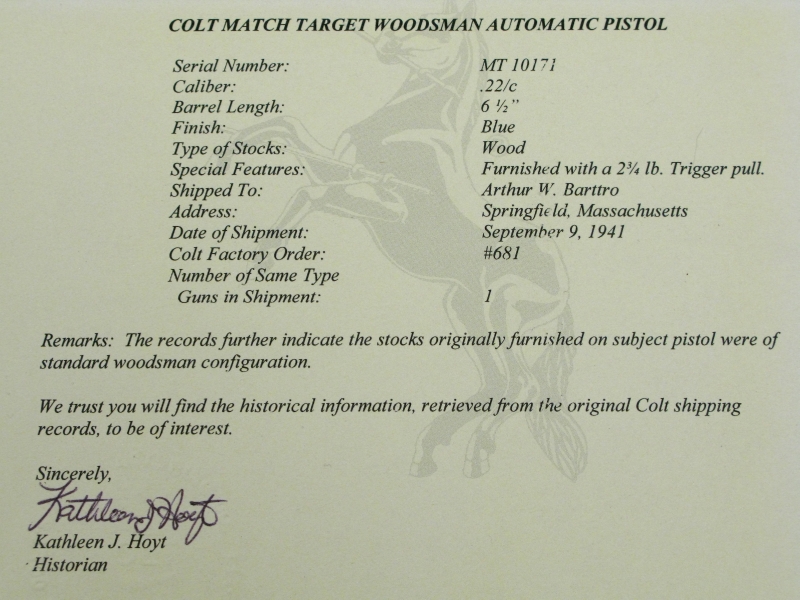 COLT MATCH TARGET WOODSMAN AUTOMATIC PISTOL
Serial Number: MT 10171
Caliber: .22/c
Barrel Length: 6 ½"
Finish: Blue
Type of Stocks: Wood
Special Features: Furnished with a 2¾ lb. Trigger pull.
Shipped To: Arthur W. Barttro
Address: Springfield, Massachusetts
Date of Shipment: September 9, 1941
Colt Factory Order: #681
Number of Same Type
Guns in Shipment: 1
Remarks: The records further indicate the stocks originally furnished on subject pistol were of
standard woodsman configuration.
We trust you will find the historical information, retrieved from the original Colt shipping
records, to be of interest.
Sincerely,
Kathleen J Hoyt
Kathleen J. Hoyt
Historian